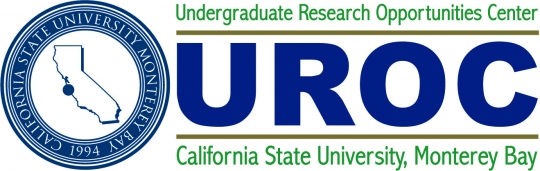 CALIFORNIA STATE UNIVERSITY MONTEREY BAY
1994
Undergraduate Research Opportunities Center
UROC
California State University, Monterey Bay